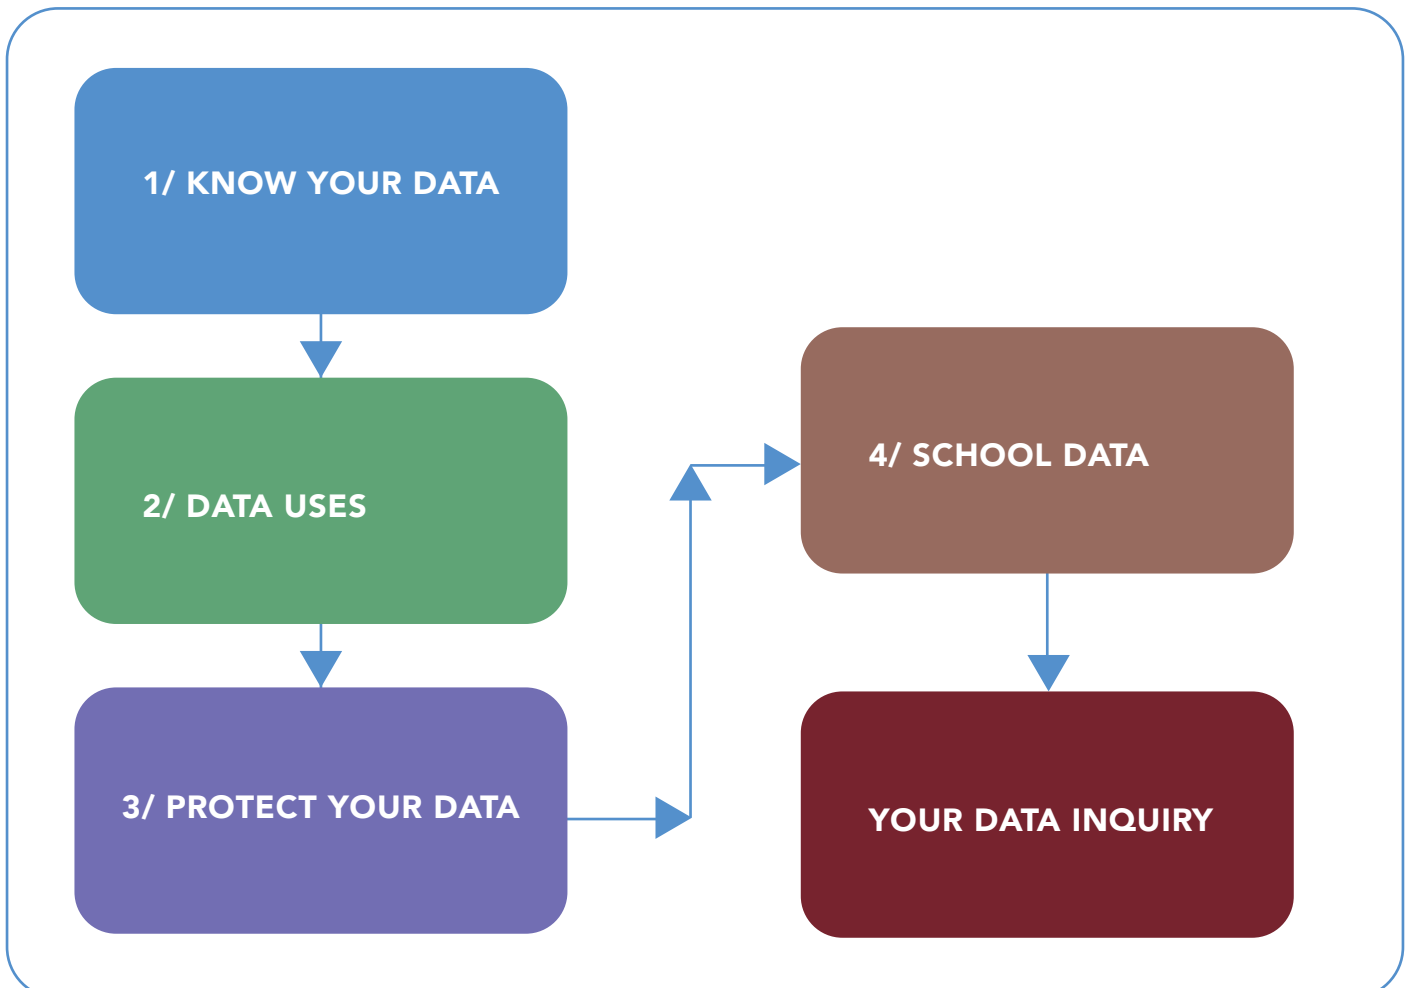 1/ KNOW YOUR DATA
2/ DATA USES
3/ PROTECT YOUR DATA
4/ SCHOOL DATA
YOUR DATA INQUIRY